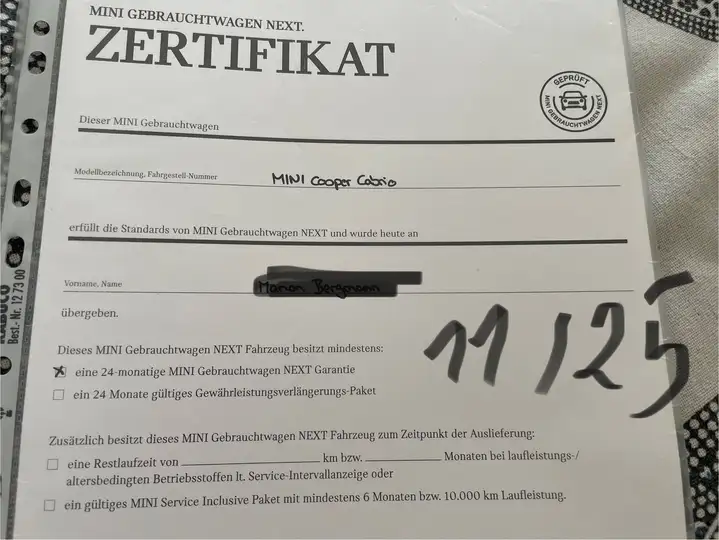 MINI GEBRAUCHTWAGEN NEXT.
ZERTIFIKAT
GEPRÜFT
MINI GEBRAUCHTWAGEN NEXT
Dieser MINI Gebrauchtwagen
Modellbezeichnung, Fahrgestell-Nummer MINI Cooper Cabrio
erfüllt die Standards von MINI Gebrauchtwagen NEXT und wurde heute an
Vorname, Name
übergeben.
11/25
Dieses MINI Gebrauchtwagen NEXT Fahrzeug besitzt mindestens:
eine 24-monatige MINI Gebrauchtwagen NEXT Garantie
ein 24 Monate gültiges Gewährleistungsverlängerungs-Paket
Zusätzlich besitzt dieses MINI Gebrauchtwagen NEXT Fahrzeug zum Zeitpunkt der Auslieferung:
eine Restlaufzeit von km bzw. Monaten bei laufleistungs-/
altersbedingten Betriebsstoffen lt. Service-Intervallanzeige oder
ein gültiges MINI Service Inclusive Paket mit mindestens 6 Monaten bzw. 10.000 km Laufleistung.
Best.-Nr. 12 73 00